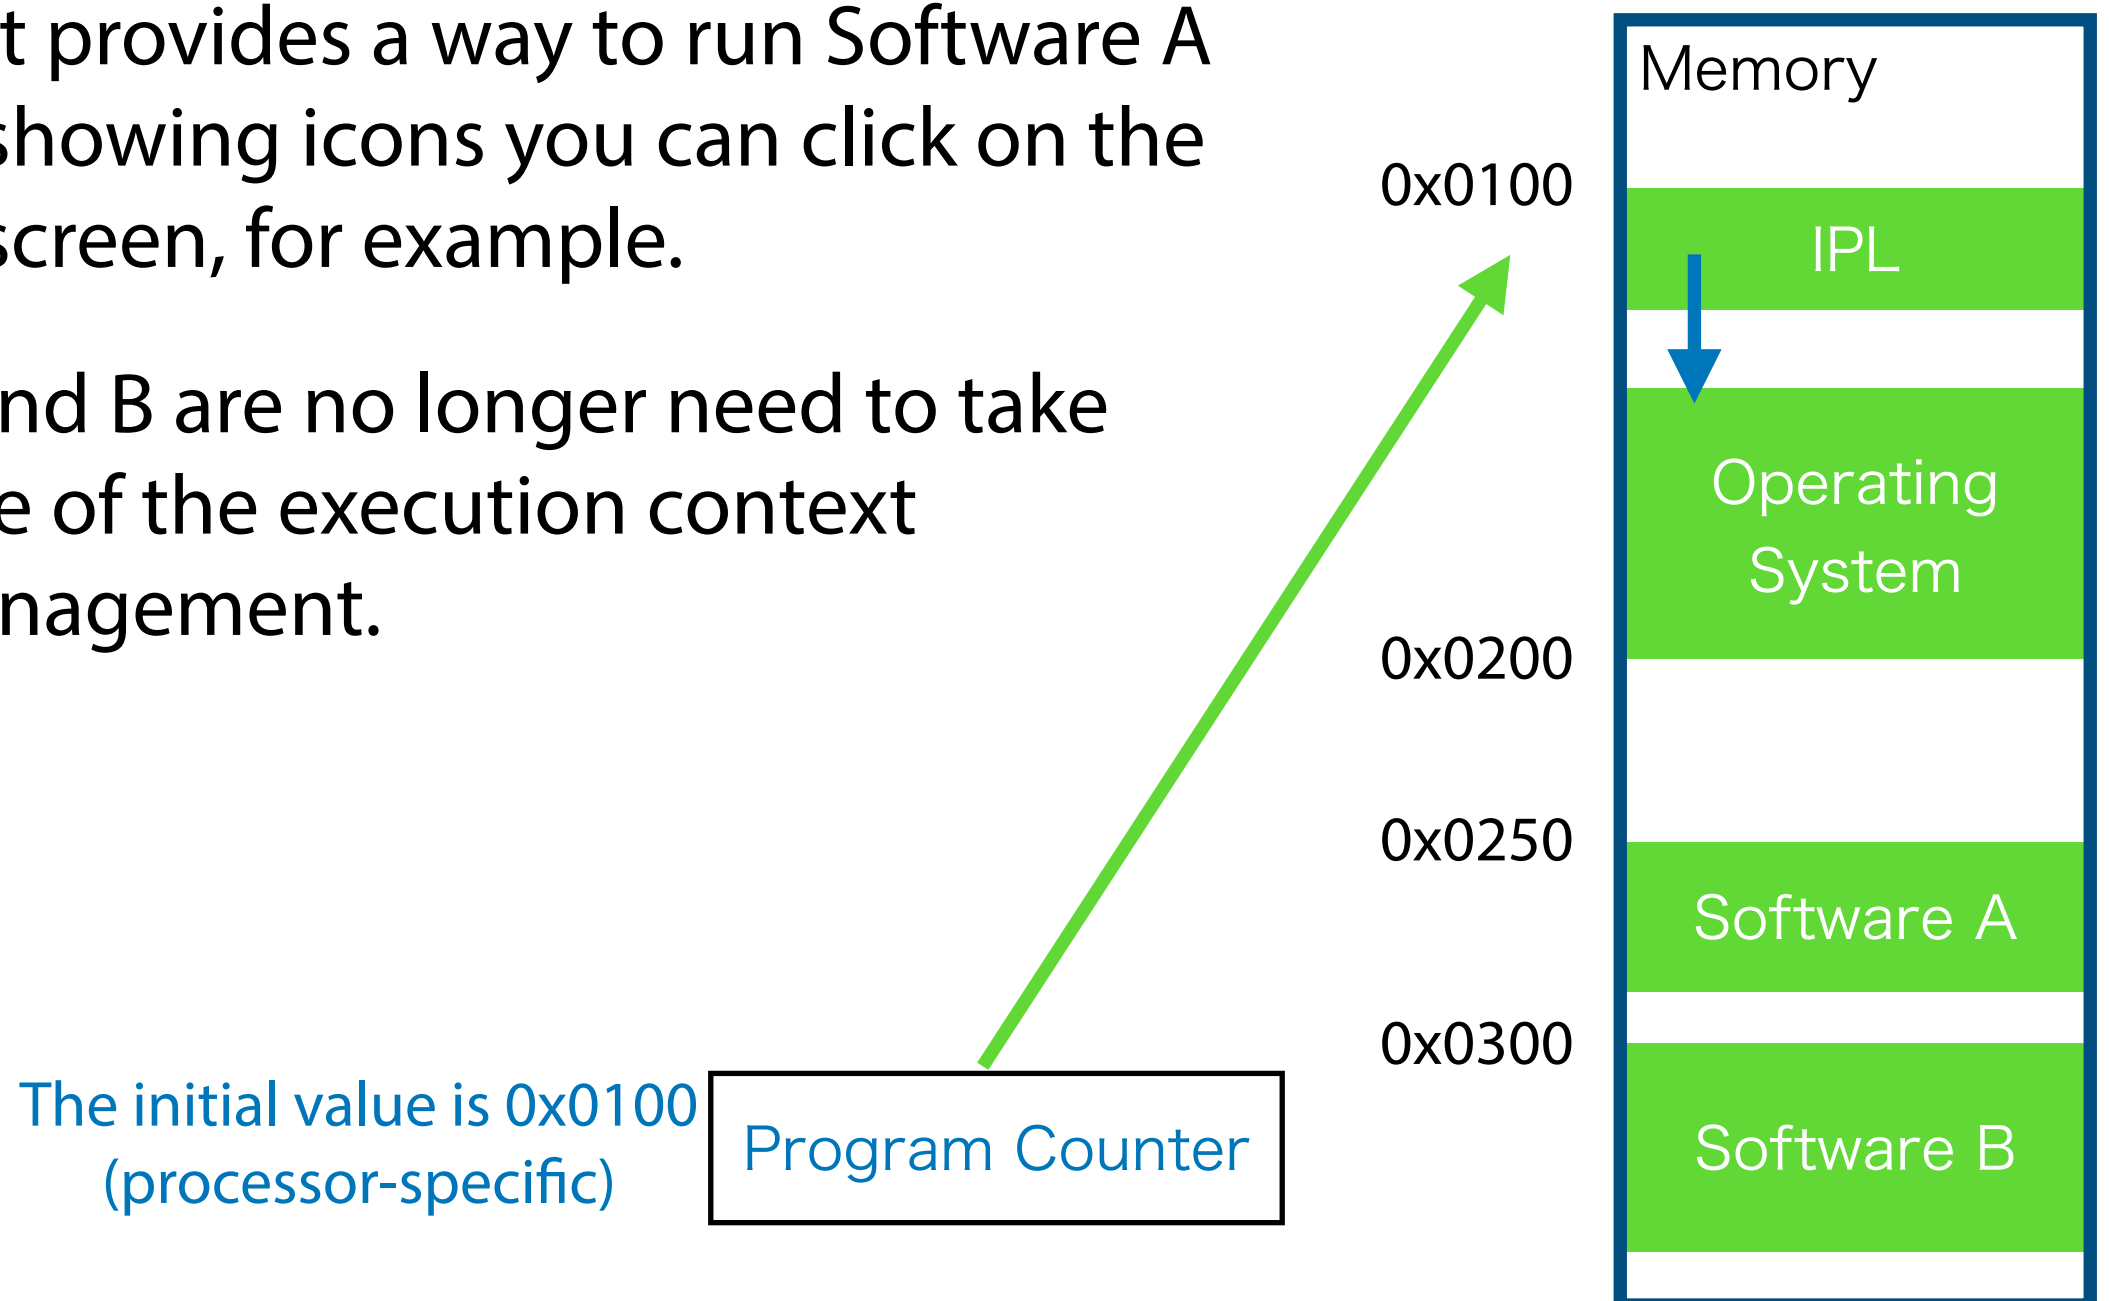 t provides a way to run Software A
showing icons you can click on the
screen, for example.
nd B are no longer need to take
e of the execution context
nagement.
The initial value is 0x0100
(processor-specific)
Program Counter
Memory
0x0100
IPL
Operating
System
0x0200
0x0250
Software A
0x0300
Software B